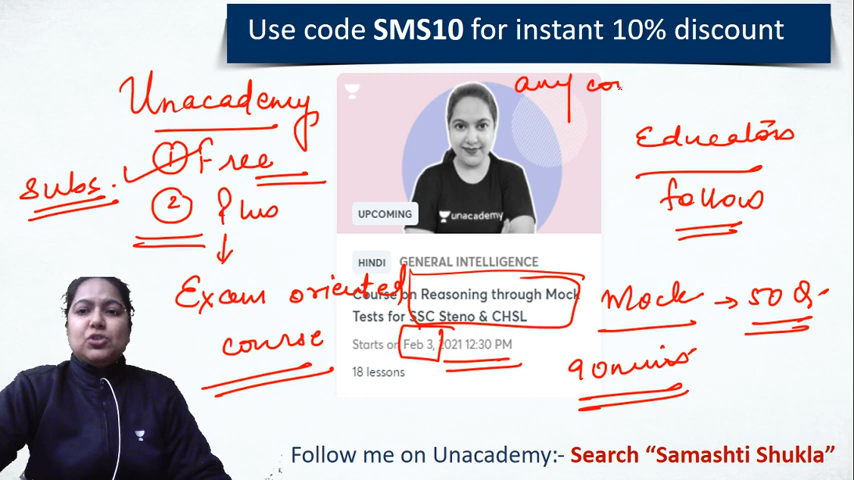 Use code SMS10 for instant 10% discount
Unacademy
① Free
Subs.
② Plus
Exam oriented
course
any co
UPCOMING
unacademy
HINDI GENERAL INTELLIGENCE
Course on Reasoning through Mock
Tests for SSC Steno & CHSL
Starts on Feb 3, 2021 12:30 PM
18 lessons
Educators
follow
Mock → 50 Q.
90 mins
Follow me on Unacademy:- Search “Samashti Shukla”